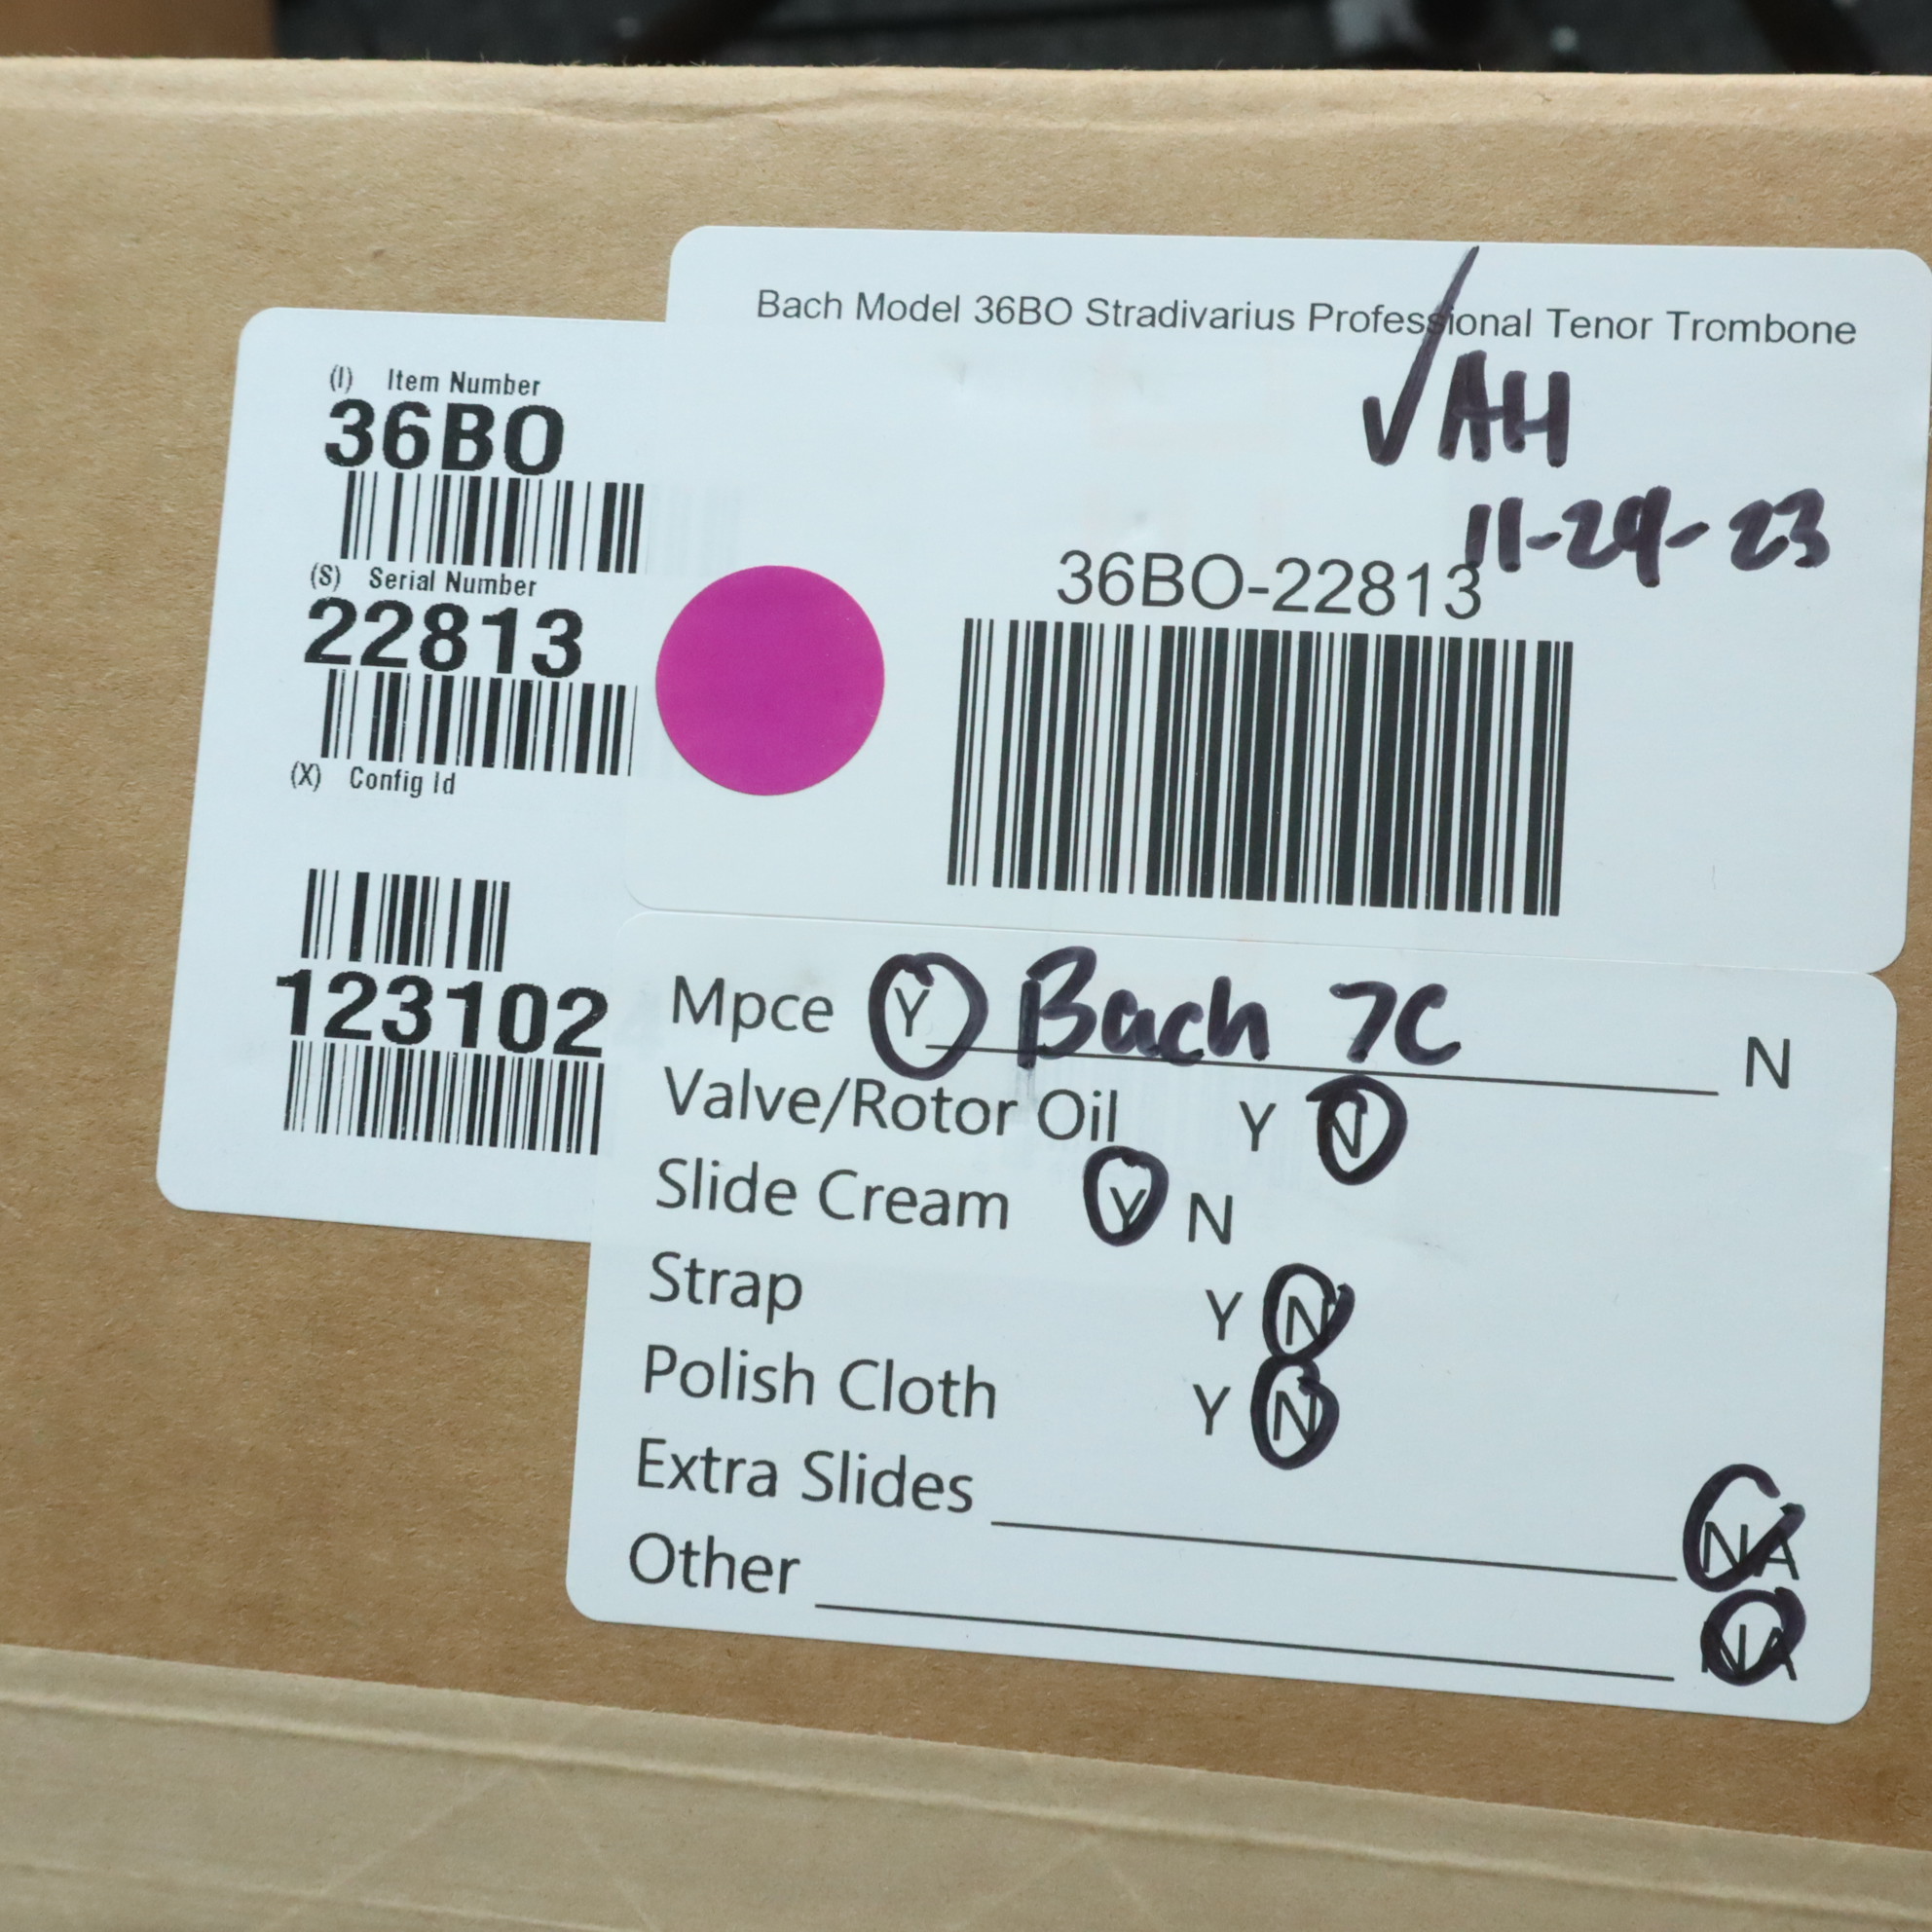 Bach Model 36BO Stradivarius Professional Tenor Trombone
✓AH
11-29-23
36BO-22813
(I) Item Number
36BO
(S) Serial Number
22813
(X) Config Id
123102
Mpce Y Bach 7C N
Valve/Rotor Oil Y N
Slide Cream Y N
Strap Y N
Polish Cloth Y N
Extra Slides NA
Other NA